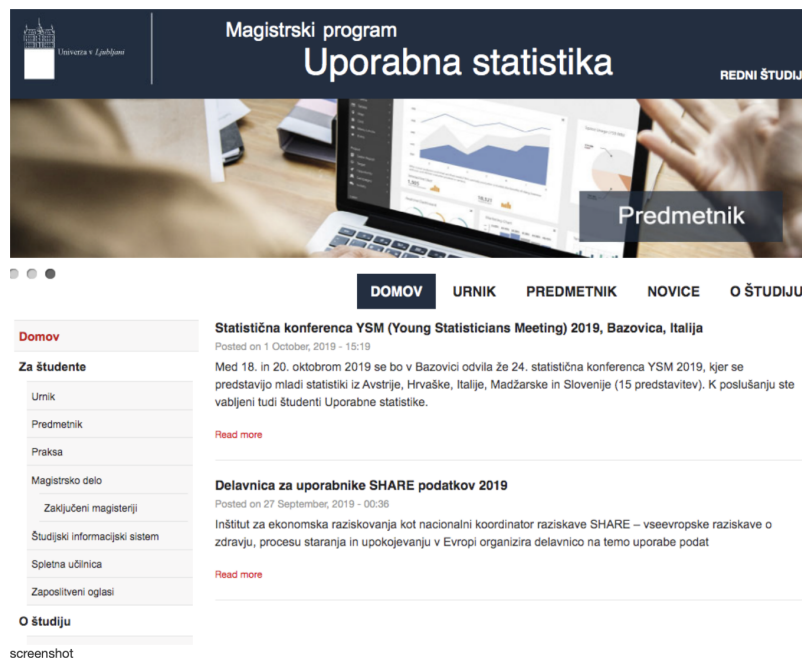 Univerza v Ljubljani
Magistrski program
Uporabna statistika
REDNI ŠTUDIJ
Predmetnik
DOMOV URNIK PREDMETNIK NOVICE O ŠTUDIJU
Domov
Za študente
Urnik
Predmetnik
Praksa
Magistrsko delo
Zaključeni magisteriji
Študijski informacijski sistem
Spletna učilnica
Zaposlitveni oglasi
O študiju
Statistična konferenca YSM (Young Statisticians Meeting) 2019, Bazovica, Italija
Posted on 1 October, 2019 - 15:19
Med 18. in 20. oktobrom 2019 se bo v Bazovici odvila že 24. statistična konferenca YSM 2019, kjer se
predstavijo mladi statistiki iz Avstrije, Hrvaške, Italije, Madžarske in Slovenije (15 predstavitev). K poslušanju ste
vabljeni tudi študenti Uporabne statistike.
Read more
Delavnica za uporabnike SHARE podatkov 2019
Posted on 27 September, 2019 - 00:36
Inštitut za ekonomska raziskovanja kot nacionalni koordinator raziskave SHARE – vseevropske raziskave o
zdravju, procesu staranja in upokojevanju v Evropi organizira delavnico na temo uporabe podat
Read more
screenshot